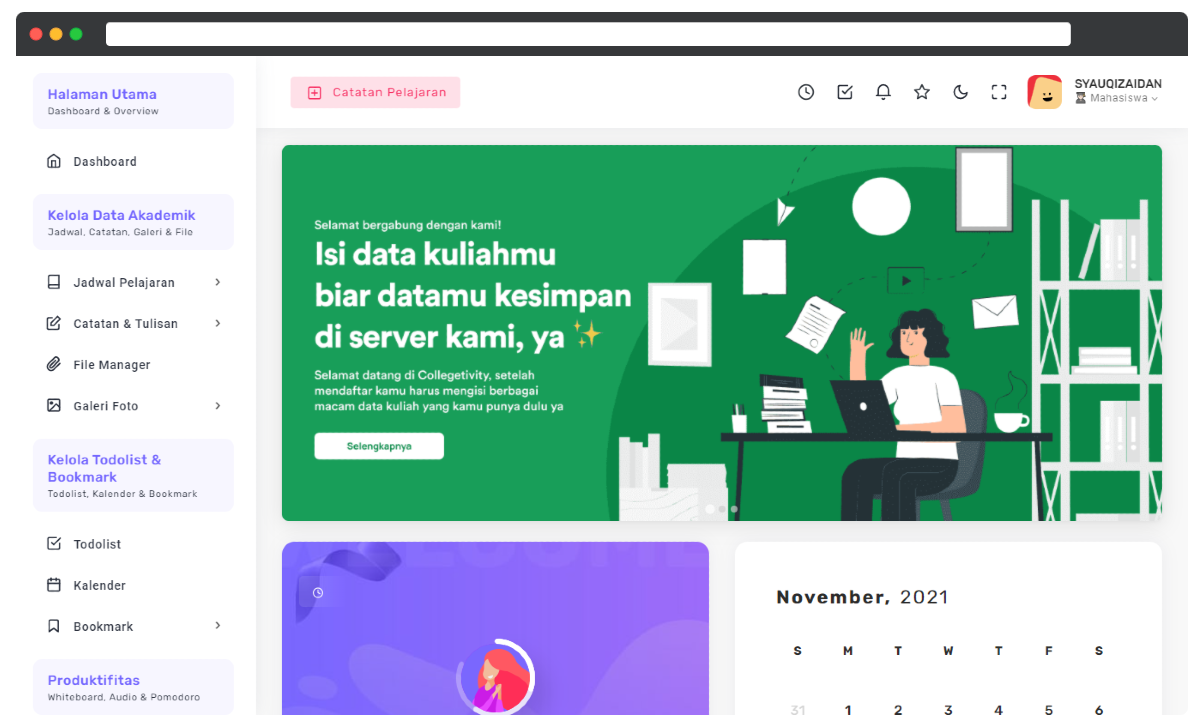 Halaman Utama
Dashboard & Overview
Dashboard
Kelola Data Akademik
Jadwal, Catatan, Galeri & File
Jadwal Pelajaran
Catatan & Tulisan
File Manager
Galeri Foto
Kelola Todolist &
Bookmark
Todolist, Kalender & Bookmark
Todolist
Kalender
Bookmark
Produktifitas
Whiteboard, Audio & Pomodoro
Catatan Pelajaran
SYAUQIZAIDAN
Mahasiswa
Selamat bergabung dengan kami!
Isi data kuliahmu
biar datamu kesimpan
di server kami, ya ✨
Selamat datang di Collegetivity, setelah
mendaftar kamu harus mengisi berbagai
macam data kuliah yang kamu punya dulu ya
Selengkapnya
WELCOME
November, 2021
S M T W T F S
31 1 2 3 4 5 6